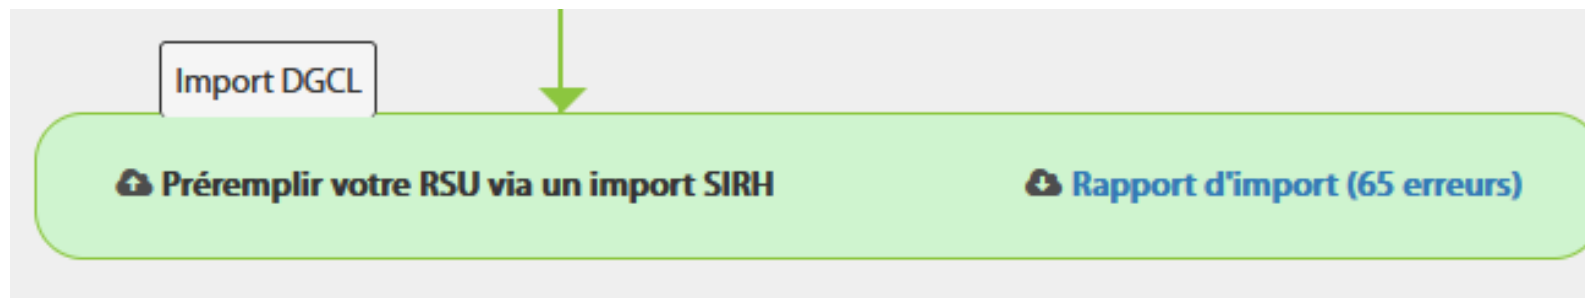 Import DGCL
Préremplir votre RSU via un import SIRH
Rapport d'import (65 erreurs)